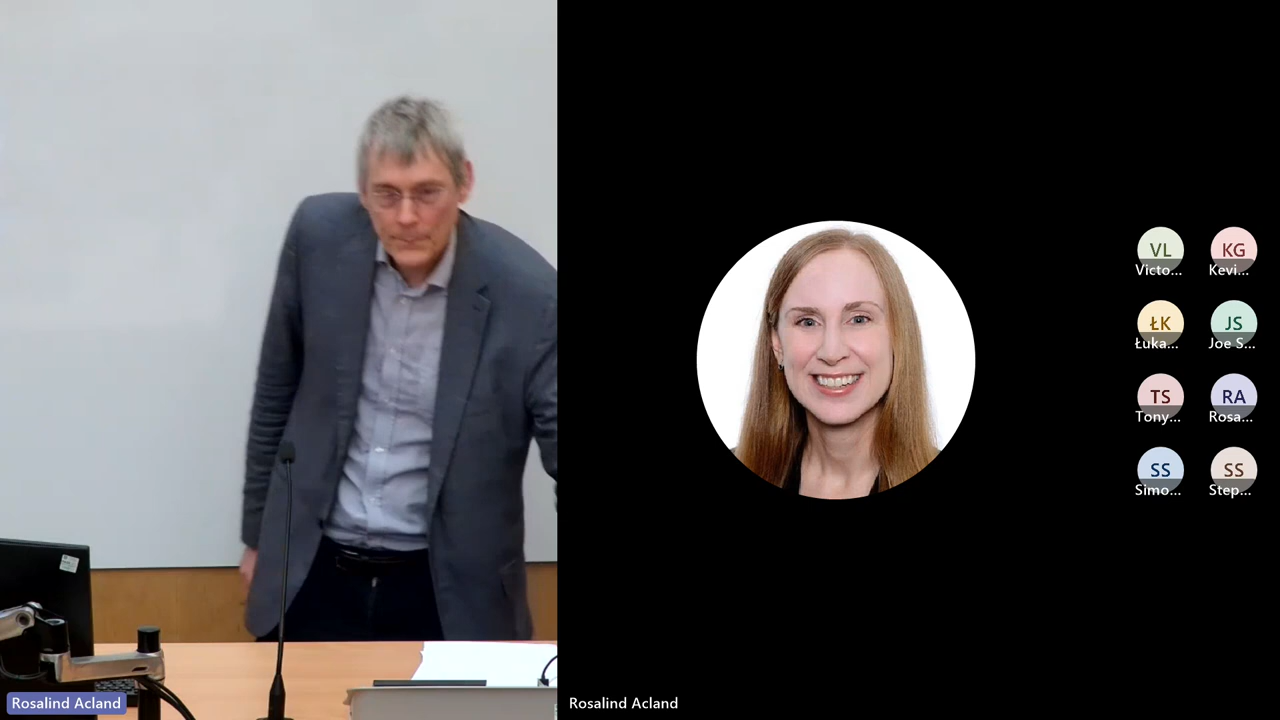 VL
Victo...
KG
Kevi...
ŁK
Łuka...
JS
Joe S...
TS
Tony...
RA
Rosa...
SS
Simo...
SS
Step...
Rosalind Acland
Rosalind Acland